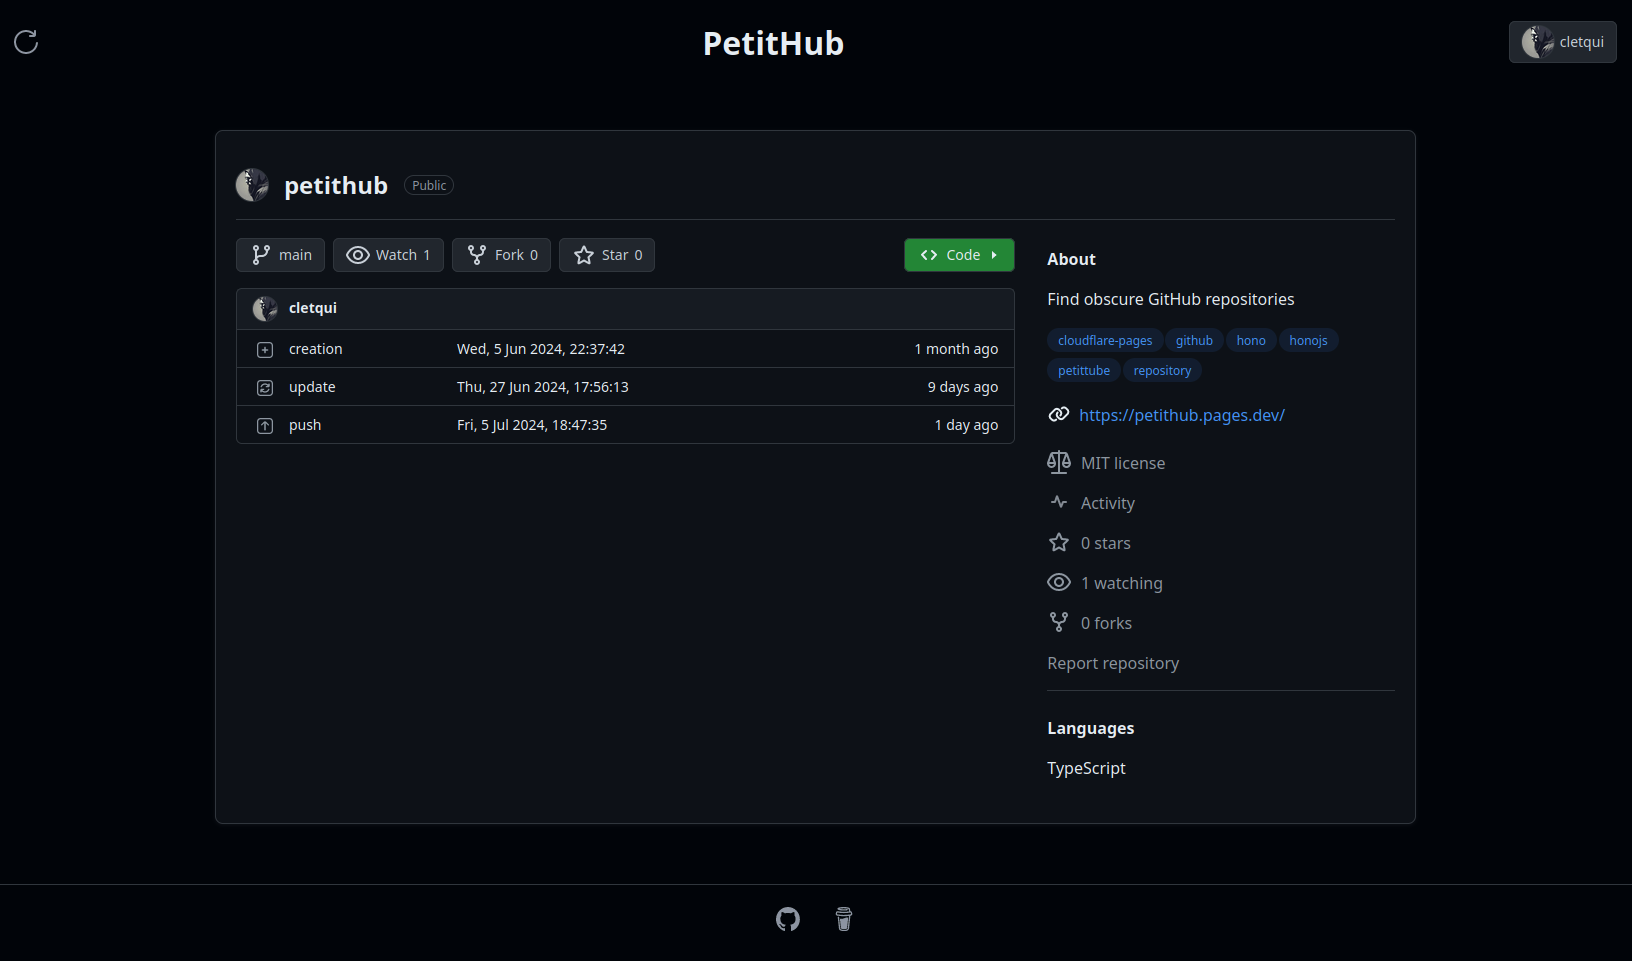 PetitHub
cletqui
petithub Public
main Watch 1 Fork 0 Star 0 Code
cletqui
creation Wed, 5 Jun 2024, 22:37:42 1 month ago
update Thu, 27 Jun 2024, 17:56:13 9 days ago
push Fri, 5 Jul 2024, 18:47:35 1 day ago
About
Find obscure GitHub repositories
cloudflare-pages github hono honojs
petittube repository
https://petithub.pages.dev/
MIT license
Activity
0 stars
1 watching
0 forks
Report repository
Languages
TypeScript